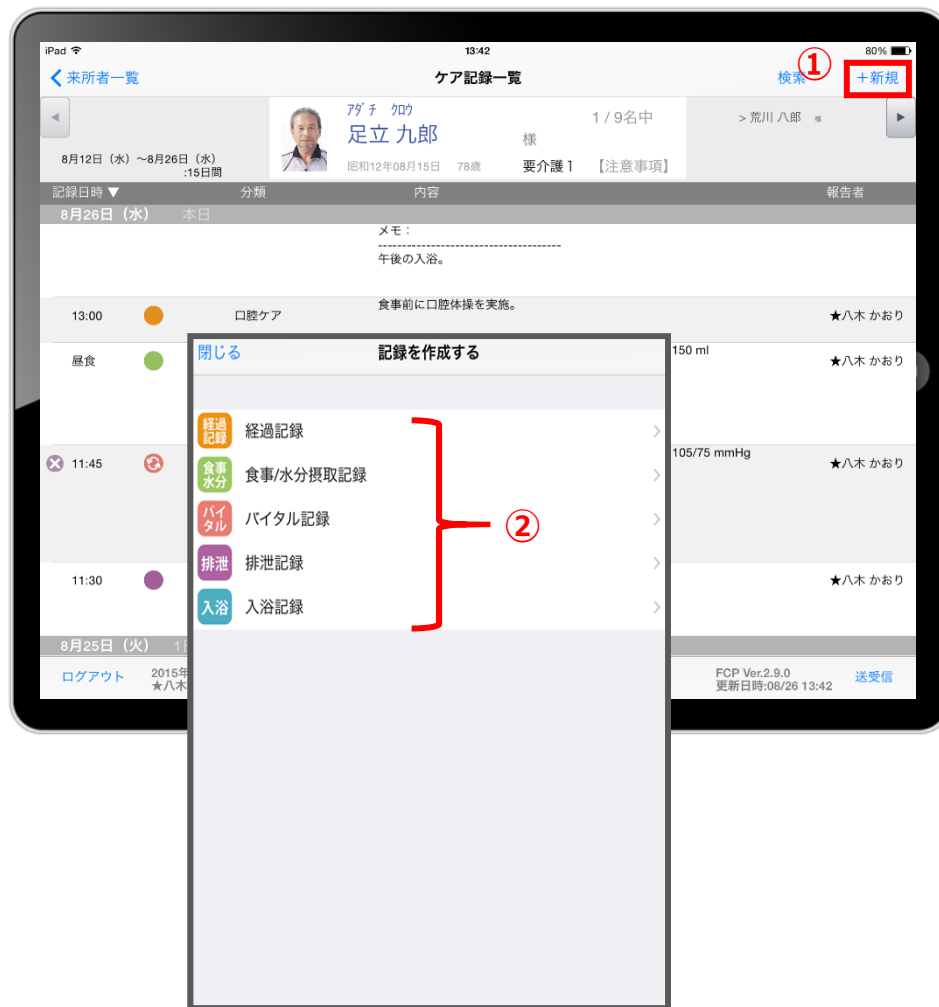 iPad
13:42
80%
来所者一覧
ケア記録一覧
検索
①
+新規
8月12日（水）～8月26日（水）
:15日間
ｱﾀﾞﾁ ｸﾛｳ
足立 九郎
様
1 / 9名中
昭和12年08月15日 78歳
要介護 1
【注意事項】
> 荒川 八郎 様
記録日時 ▼ 分類 内容 報告者
8月26日（水） 本日
メモ：
-------------------------------------
午後の入浴。
13:00 口腔ケア 食事前に口腔体操を実施。 ★八木 かおり
昼食 150 ml ★八木 かおり
11:45 105/75 mmHg ★八木 かおり
11:30 ★八木 かおり
8月25日（火）
ログアウト
2015年
★八木
FCP Ver.2.9.0
更新日時:08/26 13:42
送受信
閉じる
記録を作成する
経過
記録
経過記録
食事
水分
食事/水分摂取記録
バイ
タル
バイタル記録
排泄
排泄記録
入浴
入浴記録
②